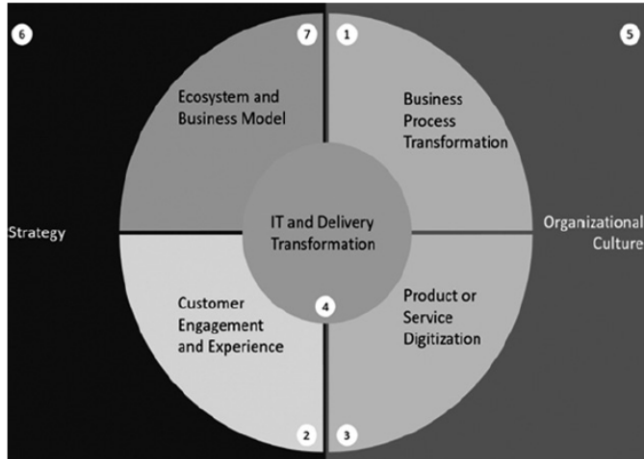 6
7
1
5
Ecosystem and
Business Model
Business
Process
Transformation
Strategy
IT and Delivery
Transformation
Organizational
Culture
Customer
Engagement
and Experience
4
Product or
Service
Digitization
2
3